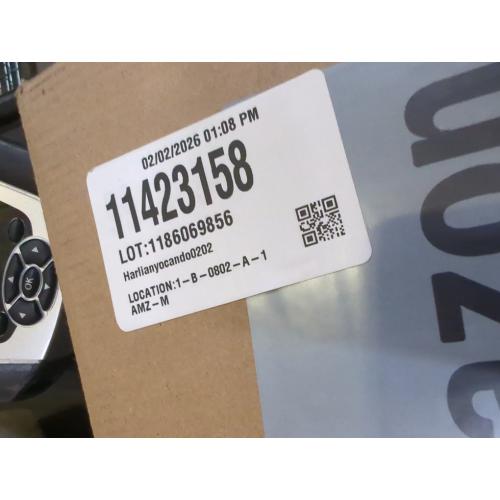 02/02/2026 01:08 PM
11423158
LOT:1186069856
Harlianyocando0202
LOCATION:1-B-0802-A-1
AMZ-M
OK